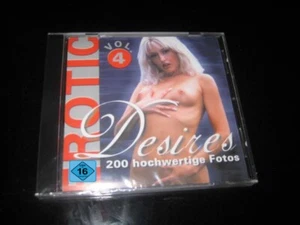 EROTIC
VOL.
4
Desires
200 hochwertige Fotos
16